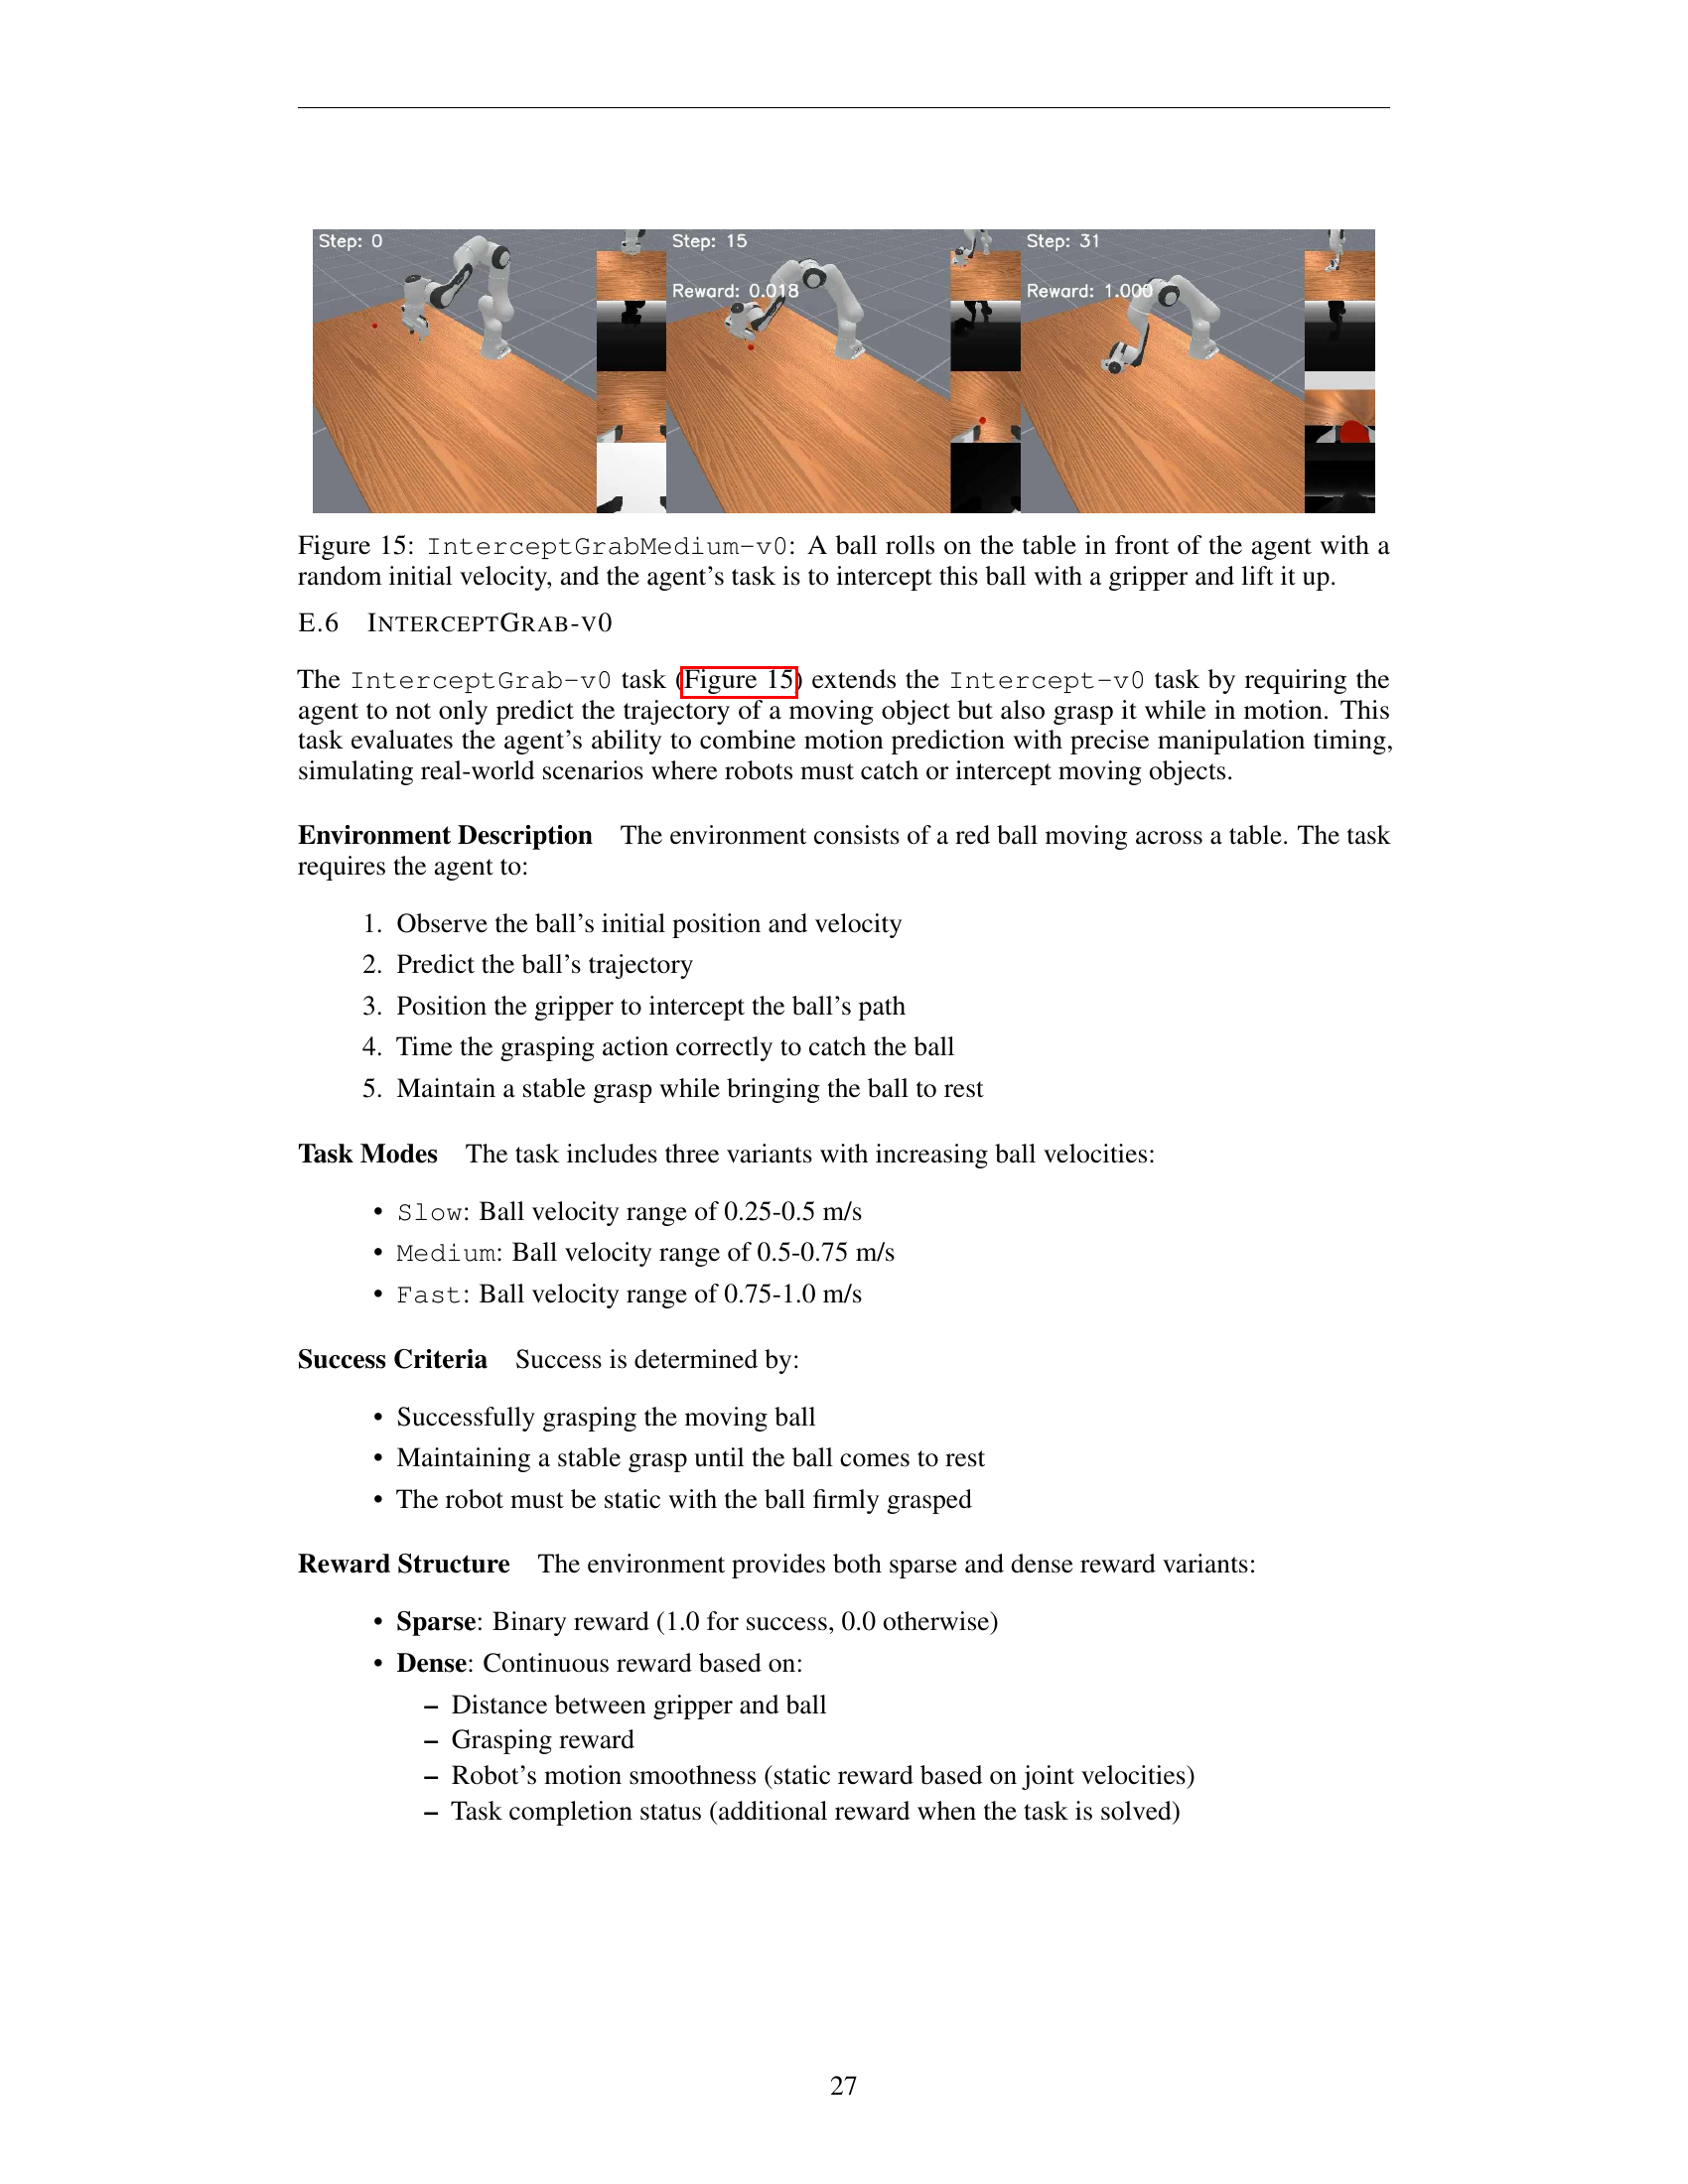 Step: 0
Step: 15
Reward: 0.018
Step: 31
Reward: 1.000
Figure 15: InterceptGrabMedium-v0: A ball rolls on the table in front of the agent with a
random initial velocity, and the agent's task is to intercept this ball with a gripper and lift it up.
E.6 INTERCEPTGRAB-V0
The InterceptGrab-v0 task (Figure 15) extends the Intercept-v0 task by requiring the
agent to not only predict the trajectory of a moving object but also grasp it while in motion. This
task evaluates the agent's ability to combine motion prediction with precise manipulation timing,
simulating real-world scenarios where robots must catch or intercept moving objects.
Environment Description The environment consists of a red ball moving across a table. The task
requires the agent to:
1. Observe the ball's initial position and velocity
2. Predict the ball's trajectory
3. Position the gripper to intercept the ball's path
4. Time the grasping action correctly to catch the ball
5. Maintain a stable grasp while bringing the ball to rest
Task Modes The task includes three variants with increasing ball velocities:
• Slow: Ball velocity range of 0.25-0.5 m/s
• Medium: Ball velocity range of 0.5-0.75 m/s
• Fast: Ball velocity range of 0.75-1.0 m/s
Success Criteria Success is determined by:
• Successfully grasping the moving ball
• Maintaining a stable grasp until the ball comes to rest
• The robot must be static with the ball firmly grasped
Reward Structure The environment provides both sparse and dense reward variants:
• Sparse: Binary reward (1.0 for success, 0.0 otherwise)
• Dense: Continuous reward based on:
– Distance between gripper and ball
– Grasping reward
– Robot's motion smoothness (static reward based on joint velocities)
– Task completion status (additional reward when the task is solved)
27